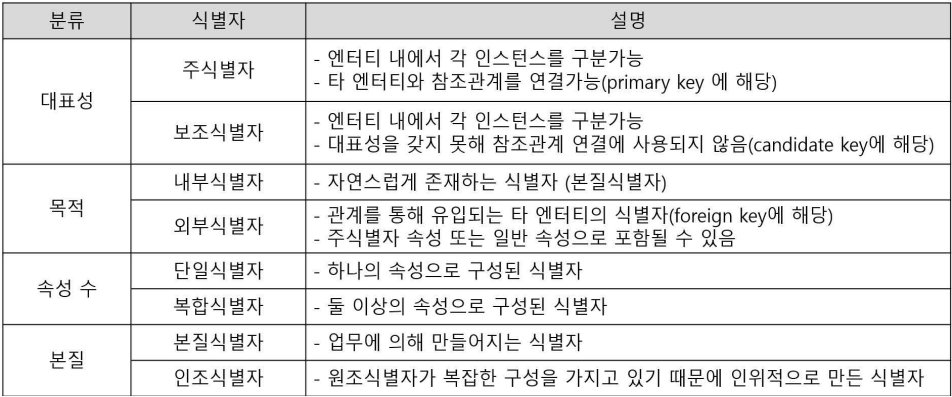 분류 식별자 설명
대표성
주식별자
- 엔터티 내에서 각 인스턴스를 구분가능
- 타 엔터티와 참조관계를 연결가능(primary key 에 해당)
보조식별자
- 엔터티 내에서 각 인스턴스를 구분가능
- 대표성을 갖지 못해 참조관계 연결에 사용되지 않음(candidate key에 해당)
목적
내부식별자 - 자연스럽게 존재하는 식별자 (본질식별자)
외부식별자
- 관계를 통해 유입되는 타 엔터티의 식별자(foreign key에 해당)
- 주식별자 속성 또는 일반 속성으로 포함될 수 있음
속성 수
단일식별자 - 하나의 속성으로 구성된 식별자
복합식별자 - 둘 이상의 속성으로 구성된 식별자
본질
본질식별자 - 업무에 의해 만들어지는 식별자
인조식별자 - 원조식별자가 복잡한 구성을 가지고 있기 때문에 인위적으로 만든 식별자